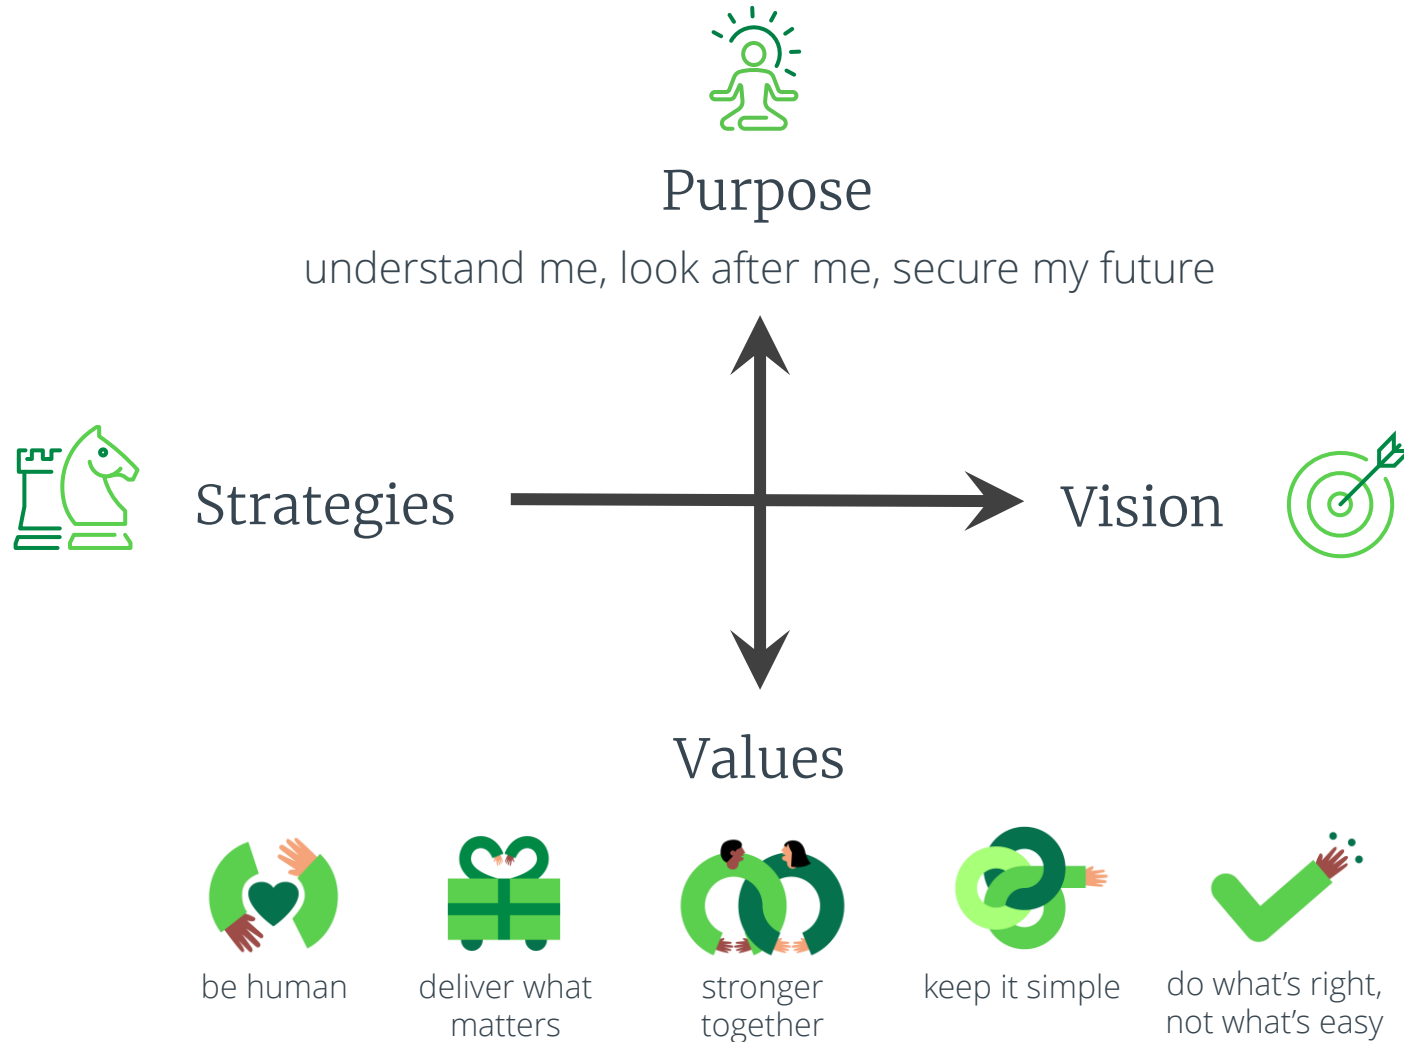 Purpose
understand me, look after me, secure my future
Strategies
Vision
Values
be human
deliver what
matters
stronger
together
keep it simple
do what’s right,
not what’s easy